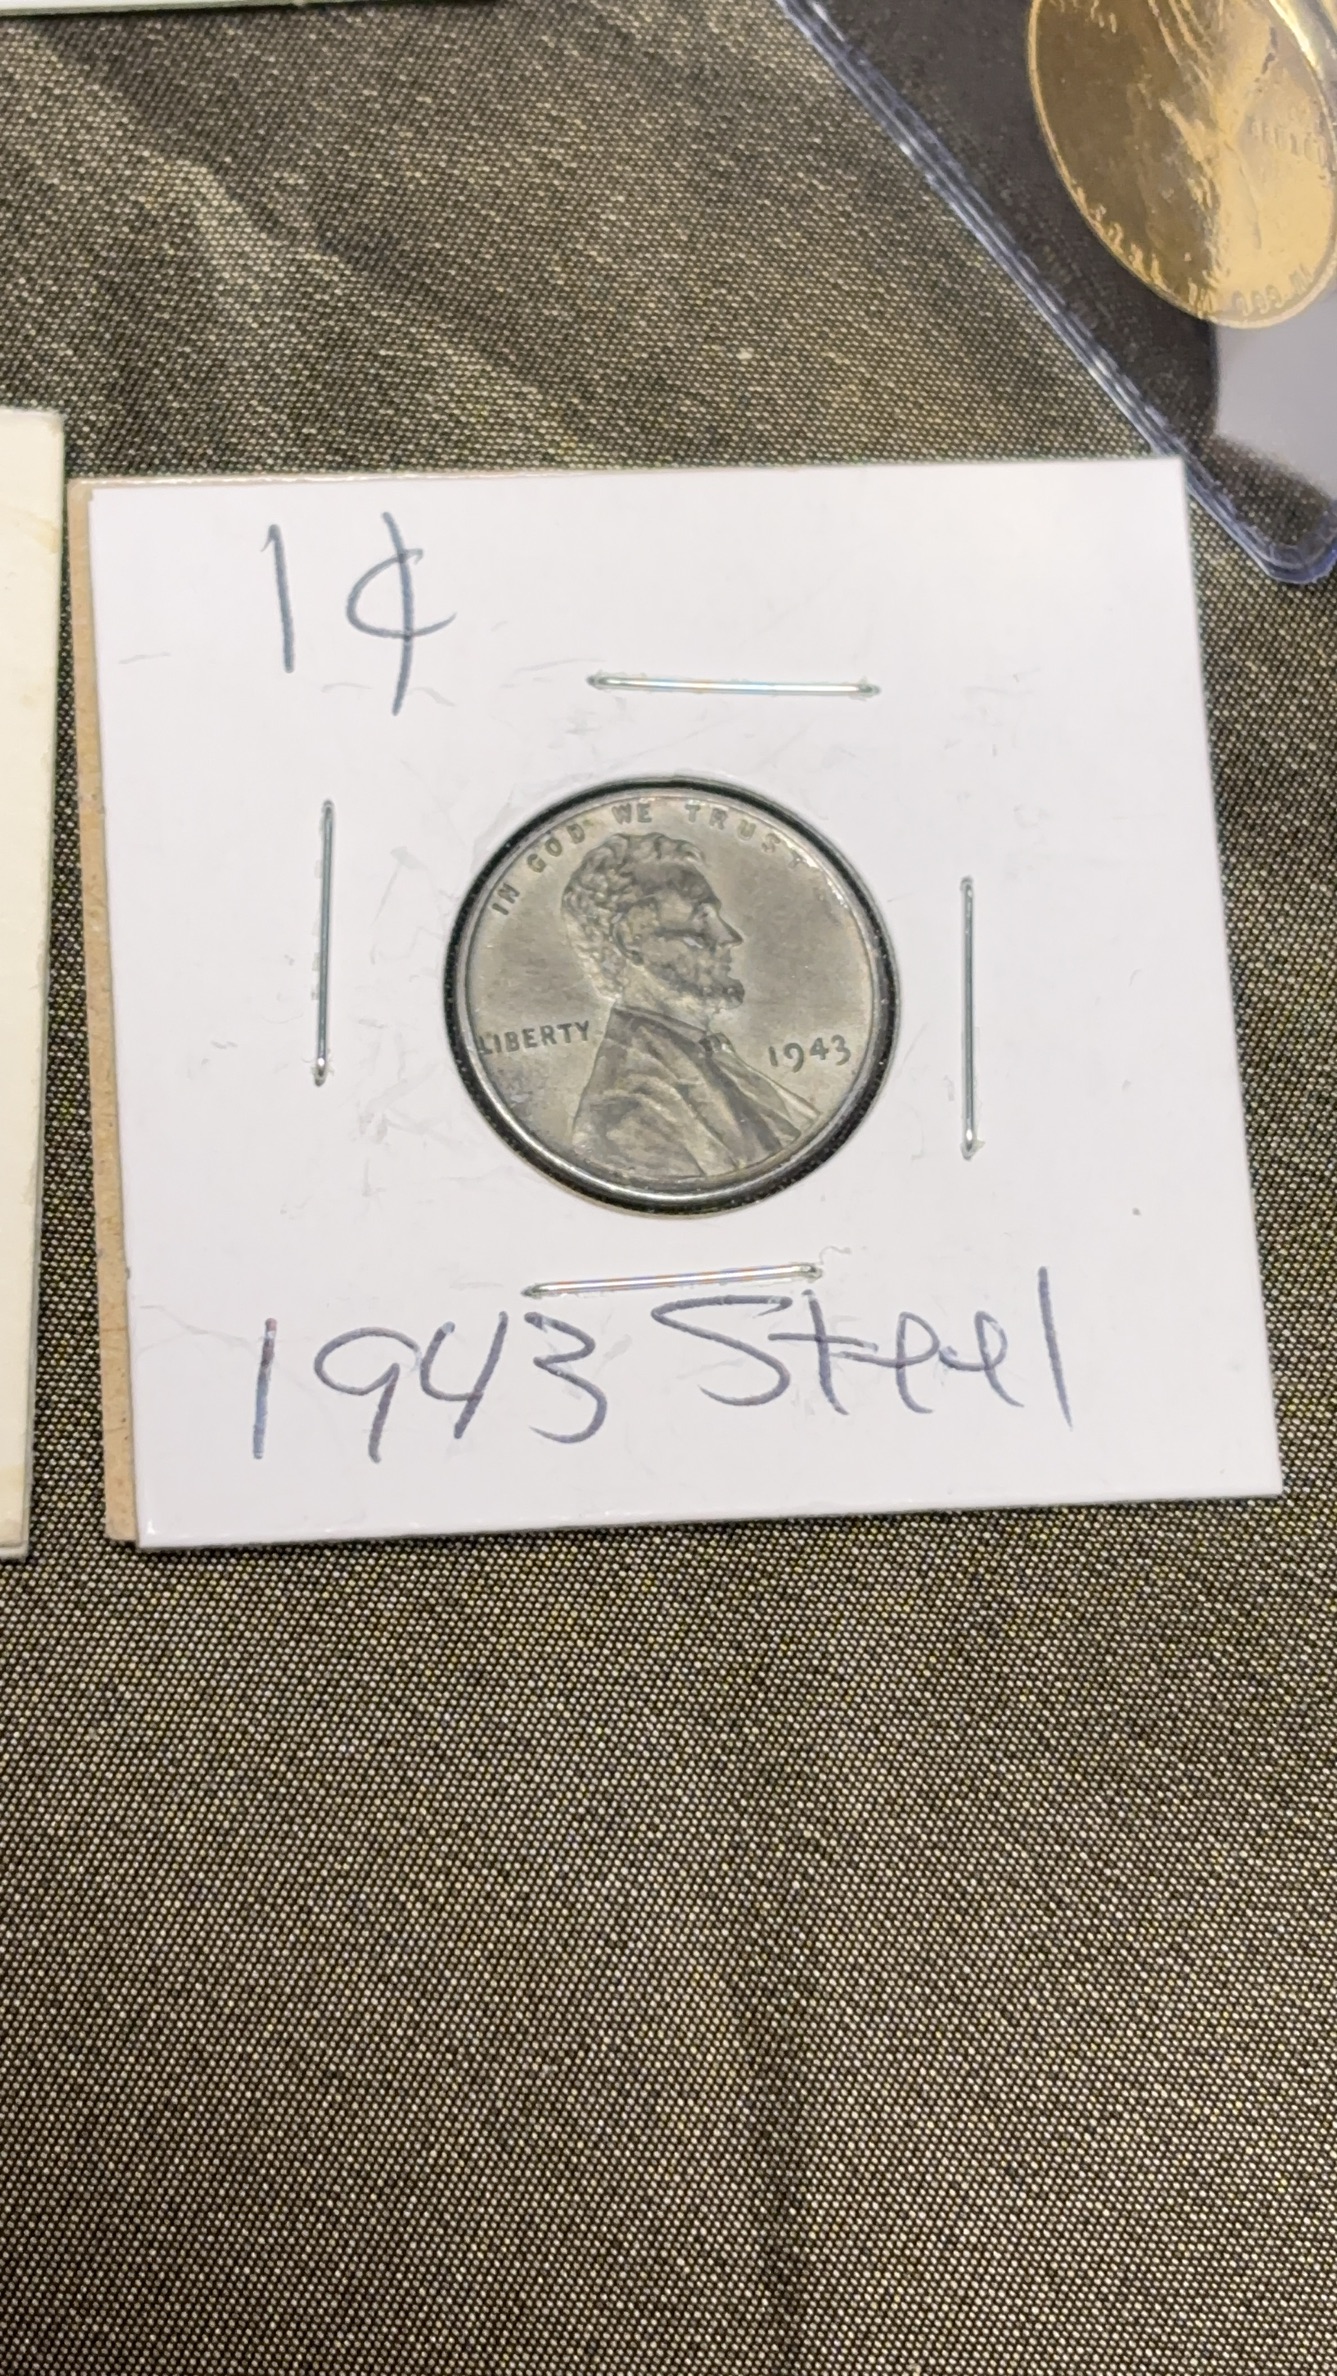 1¢
IN GOD WE TRUST
LIBERTY
1943
1943 Steel